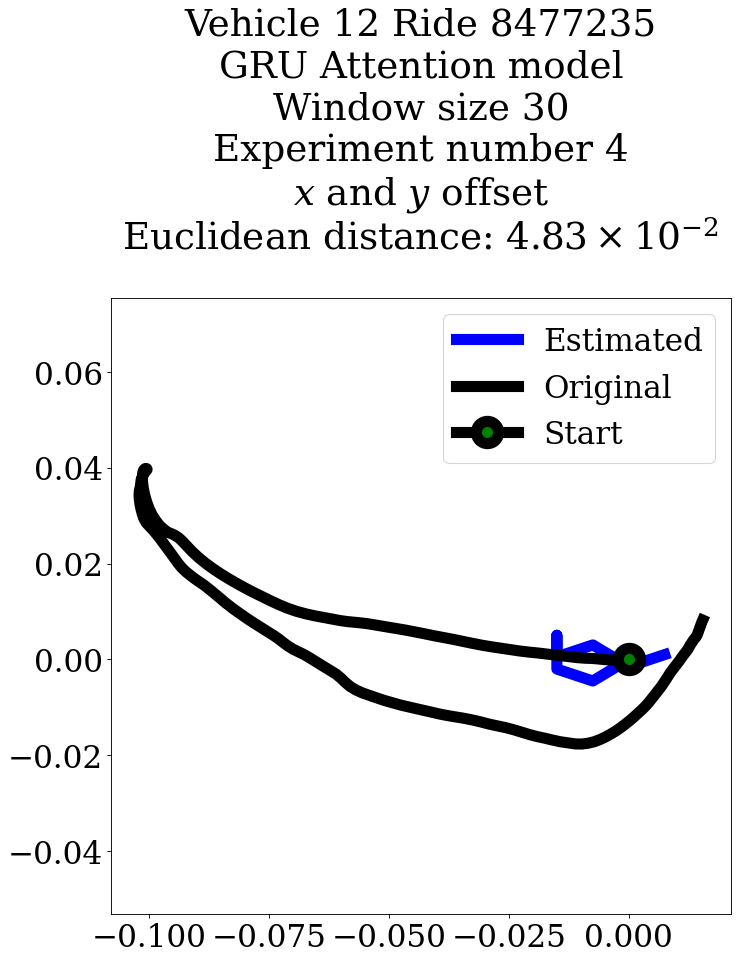 Vehicle 12 Ride 8477235
GRU Attention model
Window size 30
Experiment number 4
x and y offset
Euclidean distance: 4.83 × 10⁻²
Estimated
Original
Start
0.06
0.04
0.02
0.00
−0.02
−0.04
−0.100 −0.075 −0.050 −0.025 0.000